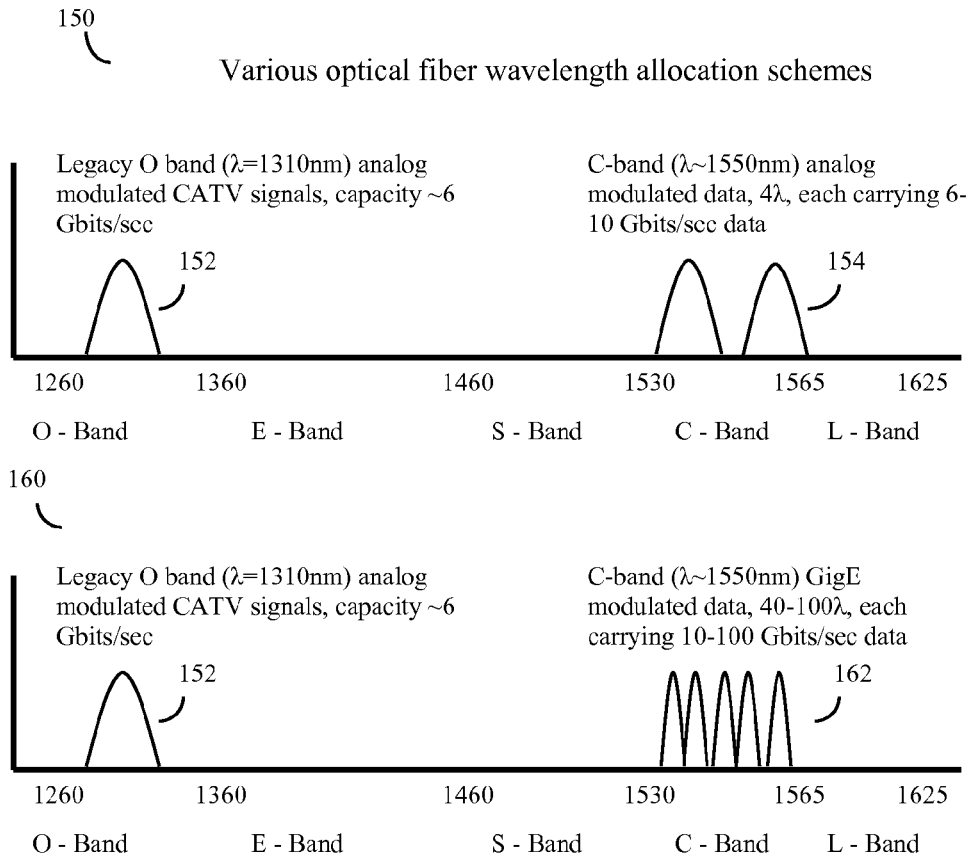 150
Various optical fiber wavelength allocation schemes
Legacy O band (λ=1310nm) analog
modulated CATV signals, capacity ~6
Gbits/scc
C-band (λ~1550nm) analog
modulated data, 4λ, each carrying 6-
10 Gbits/scc data
152
154
1260 1360 1460 1530 1565 1625
O - Band E - Band S - Band C - Band L - Band
160
Legacy O band (λ=1310nm) analog
modulated CATV signals, capacity ~6
Gbits/sec
C-band (λ~1550nm) GigE
modulated data, 40-100λ, each
carrying 10-100 Gbits/sec data
152
162
1260 1360 1460 1530 1565 1625
O - Band E - Band S - Band C - Band L - Band